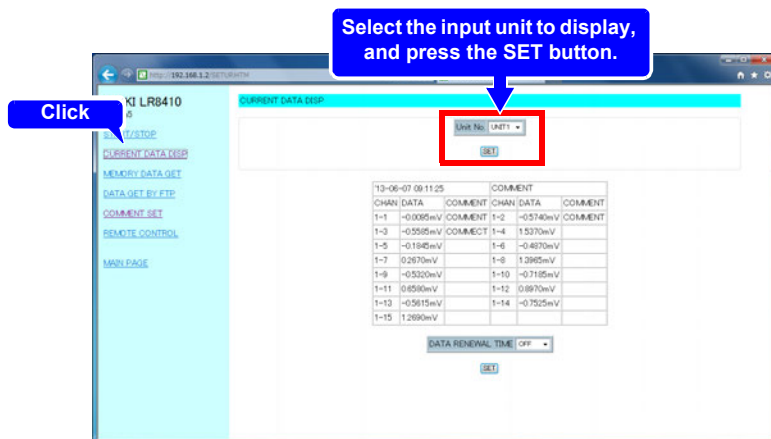 Select the input unit to display,
and press the SET button.
http://192.168.1.2/SETUP.HTM
Click
KI LR8410
CURRENT DATA DISP
START/STOP
CURRENT DATA DISP
MEMORY DATA GET
DATA GET BY FTP
COMMENT SET
REMOTE CONTROL
MAIN PAGE
Unit No. UNIT1
SET
'13-06-07 09:11:25 COMMENT
CHAN DATA COMMENT CHAN DATA COMMENT
1-1 -0.0085mV COMMENT 1-2 -0.5740mV COMMENT
1-3 -0.5585mV COMMECT 1-4 1.5370mV
1-5 -0.1845mV 1-6 -0.4870mV
1-7 0.2670mV 1-8 1.3965mV
1-9 -0.5320mV 1-10 -0.7185mV
1-11 0.6590mV 1-12 0.8970mV
1-13 -0.5615mV 1-14 -0.7525mV
1-15 1.2690mV
DATA RENEWAL TIME OFF
SET